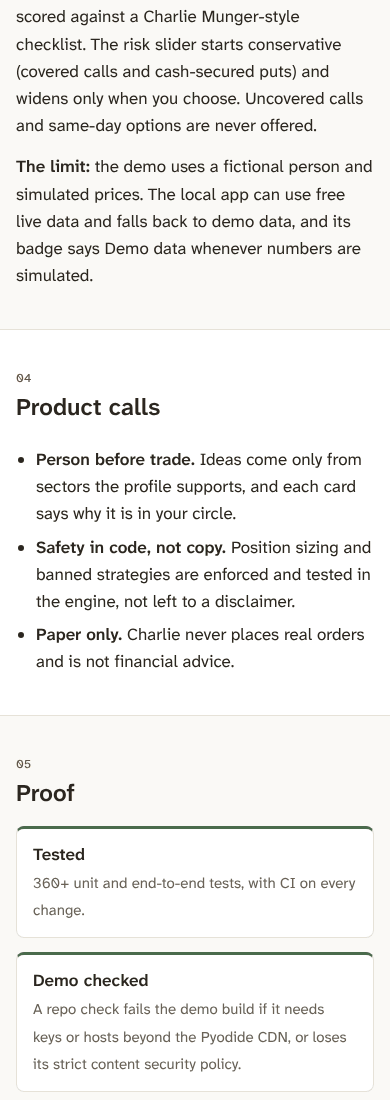 scored against a Charlie Munger-style
checklist. The risk slider starts conservative
(covered calls and cash-secured puts) and
widens only when you choose. Uncovered calls
and same-day options are never offered.
The limit: the demo uses a fictional person and
simulated prices. The local app can use free
live data and falls back to demo data, and its
badge says Demo data whenever numbers are
simulated.
04
Product calls
• Person before trade. Ideas come only from
sectors the profile supports, and each card
says why it is in your circle.
• Safety in code, not copy. Position sizing and
banned strategies are enforced and tested in
the engine, not left to a disclaimer.
• Paper only. Charlie never places real orders
and is not financial advice.
05
Proof
Tested
360+ unit and end-to-end tests, with CI on every
change.
Demo checked
A repo check fails the demo build if it needs
keys or hosts beyond the Pyodide CDN, or loses
its strict content security policy.